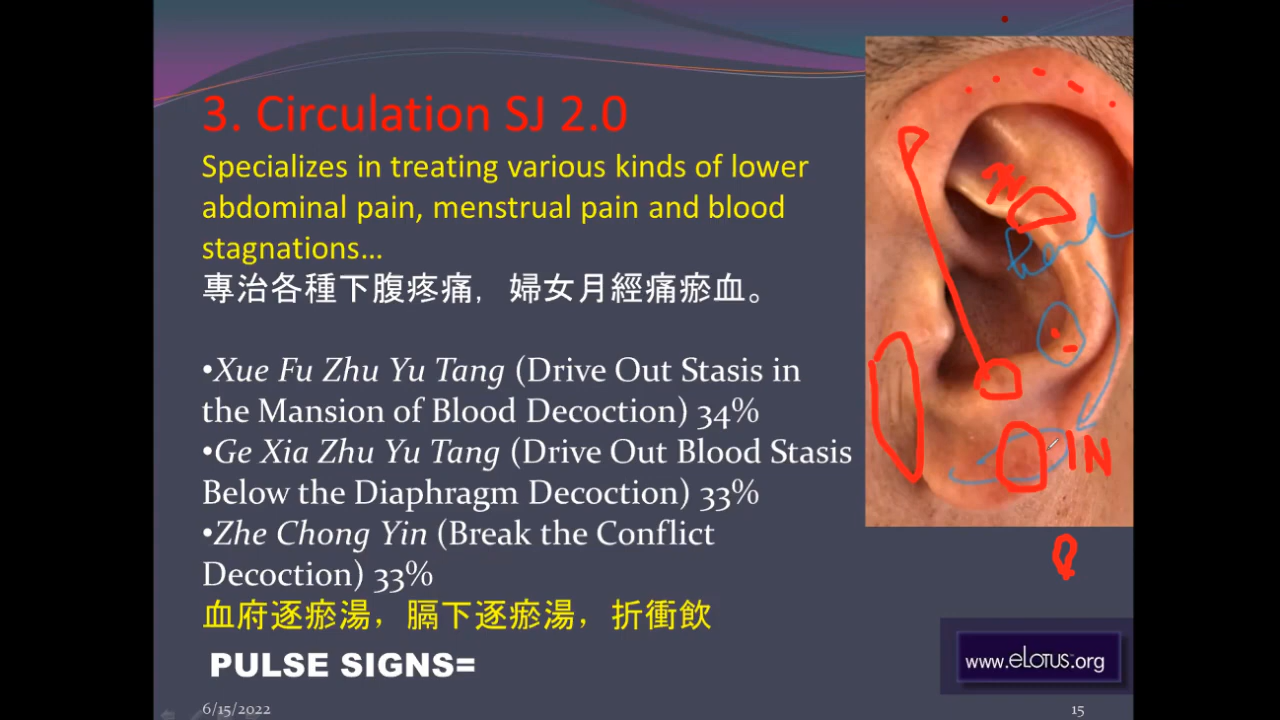 3. Circulation SJ 2.0
Specializes in treating various kinds of lower
abdominal pain, menstrual pain and blood
stagnations…
專治各種下腹疼痛，婦女月經痛瘀血。
•Xue Fu Zhu Yu Tang (Drive Out Stasis in
the Mansion of Blood Decoction) 34%
•Ge Xia Zhu Yu Tang (Drive Out Blood Stasis
Below the Diaphragm Decoction) 33%
•Zhe Chong Yin (Break the Conflict
Decoction) 33%
血府逐瘀湯，膈下逐瘀湯，折衝飲
PULSE SIGNS=
IN
www.eLotus.org
6/15/2022
15